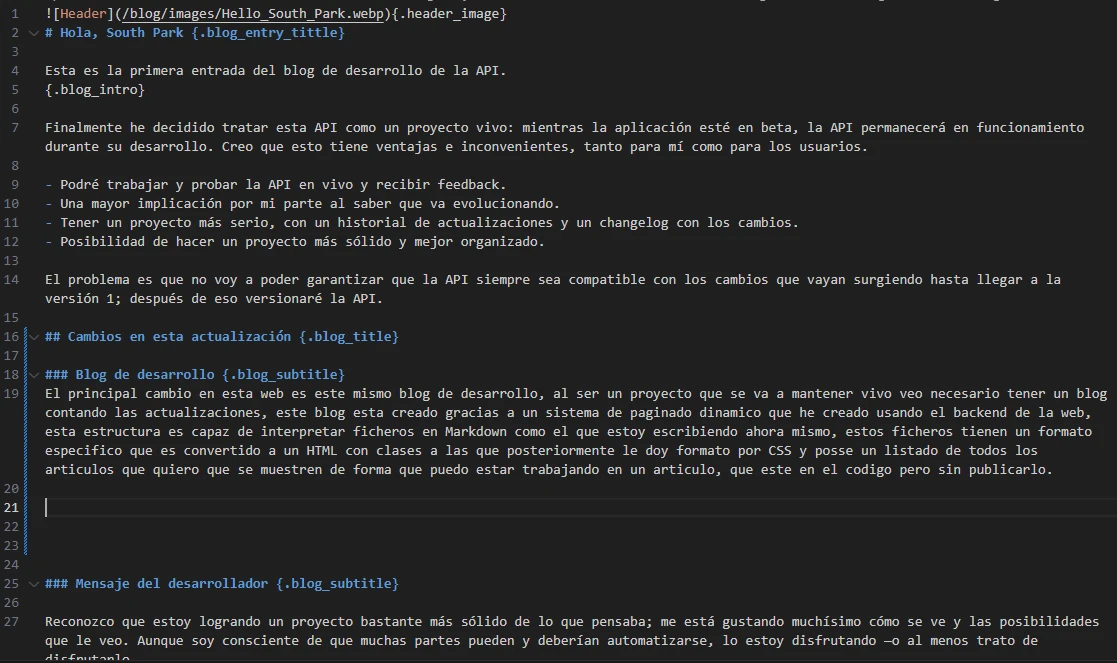 1 ![Header](/blog/images/Hello_South_Park.webp){.header_image}
2 # Hola, South Park {.blog_entry_tittle}
3
4 Esta es la primera entrada del blog de desarrollo de la API.
5 {.blog_intro}
6
7 Finalmente he decidido tratar esta API como un proyecto vivo: mientras la aplicación esté en beta, la API permanecerá en funcionamiento
durante su desarrollo. Creo que esto tiene ventajas e inconvenientes, tanto para mí como para los usuarios.
8
9 - Podré trabajar y probar la API en vivo y recibir feedback.
10 - Una mayor implicación por mi parte al saber que va evolucionando.
11 - Tener un proyecto más serio, con un historial de actualizaciones y un changelog con los cambios.
12 - Posibilidad de hacer un proyecto más sólido y mejor organizado.
13
14 El problema es que no voy a poder garantizar que la API siempre sea compatible con los cambios que vayan surgiendo hasta llegar a la
versión 1; después de eso versionaré la API.
15
16 ## Cambios en esta actualización {.blog_title}
17
18 ### Blog de desarrollo {.blog_subtitle}
19 El principal cambio en esta web es este mismo blog de desarrollo, al ser un proyecto que se va a mantener vivo veo necesario tener un blog
contando las actualizaciones, este blog esta creado gracias a un sistema de paginado dinamico que he creado usando el backend de la web,
esta estructura es capaz de interpretar ficheros en Markdown como el que estoy escribiendo ahora mismo, estos ficheros tienen un formato
especifico que es convertido a un HTML con clases a las que posteriormente le doy formato por CSS y posse un listado de todos los
articulos que quiero que se muestren de forma que puedo estar trabajando en un articulo, que este en el codigo pero sin publicarlo.
20
21
22
23
24
25 ### Mensaje del desarrollador {.blog_subtitle}
26
27 Reconozco que estoy logrando un proyecto bastante más sólido de lo que pensaba; me está gustando muchísimo cómo se ve y las posibilidades
que le veo. Aunque soy consciente de que muchas partes pueden y deberían automatizarse, lo estoy disfrutando —o al menos trato de
disfrutarlo